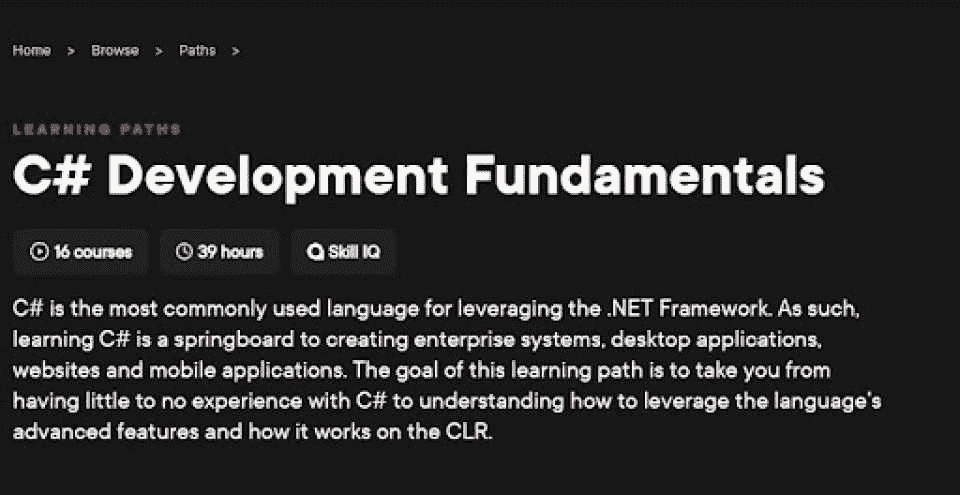 Home > Browse > Paths >
LEARNING PATHS
C# Development Fundamentals
16 courses 39 hours Skill IQ
C# is the most commonly used language for leveraging the .NET Framework. As such,
learning C# is a springboard to creating enterprise systems, desktop applications,
websites and mobile applications. The goal of this learning path is to take you from
having little to no experience with C# to understanding how to leverage the language's
advanced features and how it works on the CLR.